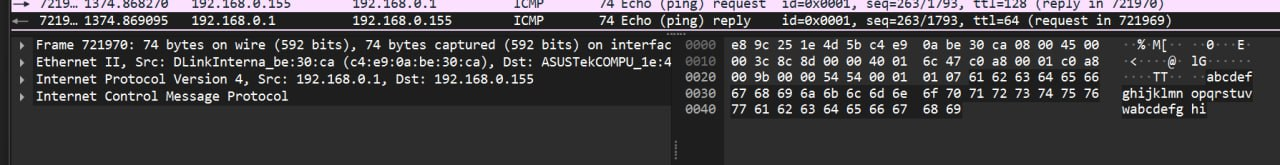 7219… 1374.868270 192.168.0.155 192.168.0.1 ICMP 74 Echo (ping) request id=0x0001, seq=263/1793, ttl=128 (reply in 721970)
7219… 1374.869095 192.168.0.1 192.168.0.155 ICMP 74 Echo (ping) reply id=0x0001, seq=263/1793, ttl=64 (request in 721969)
Frame 721970: 74 bytes on wire (592 bits), 74 bytes captured (592 bits) on interfac
Ethernet II, Src: DLinkInterna_be:30:ca (c4:e9:0a:be:30:ca), Dst: ASUSTekCOMPU_1e:4
Internet Protocol Version 4, Src: 192.168.0.1, Dst: 192.168.0.155
Internet Control Message Protocol
0000 e8 9c 25 1e 4d 5b c4 e9 0a be 30 ca 08 00 45 00 ··%·M[·· ··0···E·
0010 00 3c 8c 8d 00 00 40 01 6c 47 c0 a8 00 01 c0 a8 ·<····@· lG······
0020 00 9b 00 00 54 54 00 01 01 07 61 62 63 64 65 66 ····TT·· ··abcdef
0030 67 68 69 6a 6b 6c 6d 6e 6f 70 71 72 73 74 75 76 ghijklmn opqrstuv
0040 77 61 62 63 64 65 66 67 68 69 wabcdefg hi